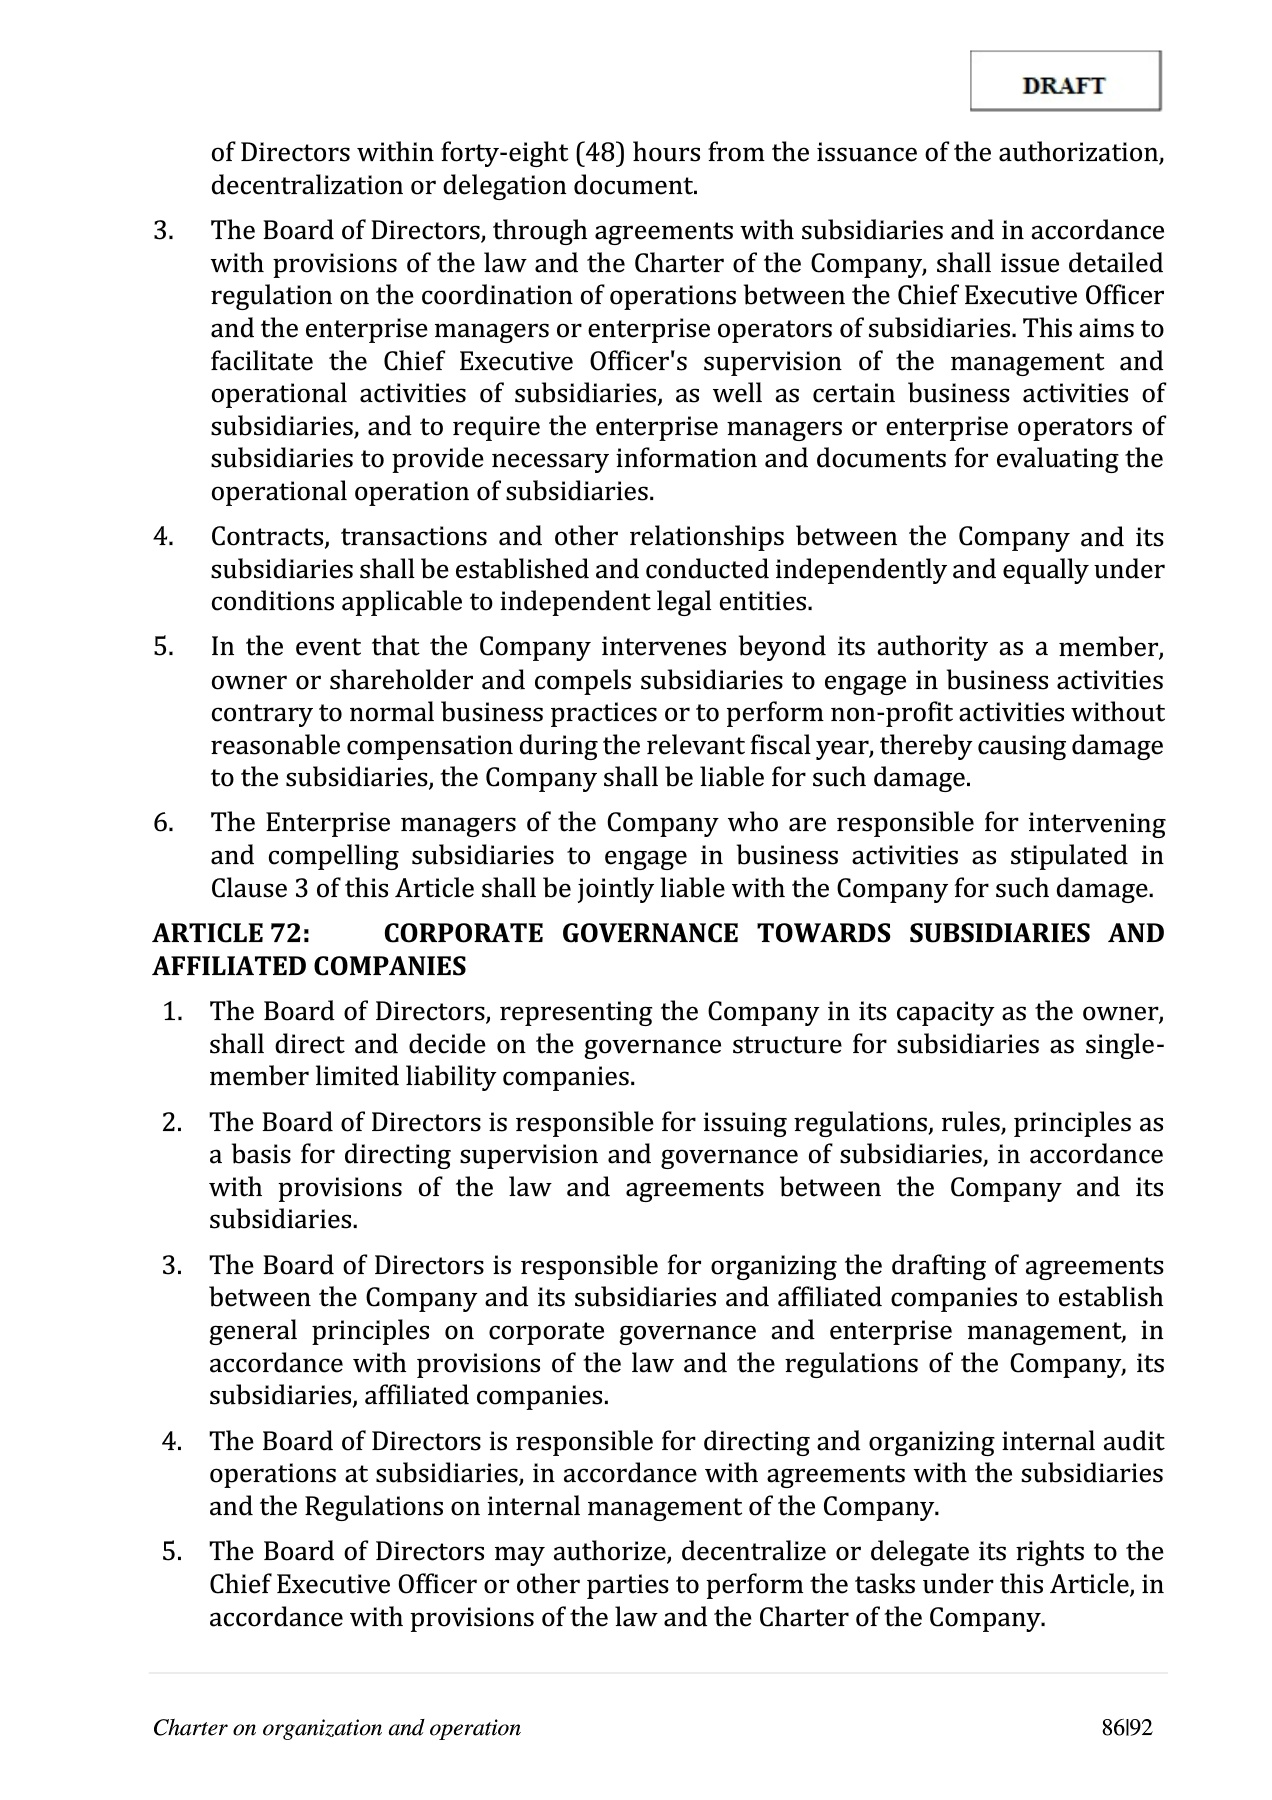 DRAFT
of Directors within forty-eight (48) hours from the issuance of the authorization,
decentralization or delegation document.
3. The Board of Directors, through agreements with subsidiaries and in accordance
with provisions of the law and the Charter of the Company, shall issue detailed
regulation on the coordination of operations between the Chief Executive Officer
and the enterprise managers or enterprise operators of subsidiaries. This aims to
facilitate the Chief Executive Officer's supervision of the management and
operational activities of subsidiaries, as well as certain business activities of
subsidiaries, and to require the enterprise managers or enterprise operators of
subsidiaries to provide necessary information and documents for evaluating the
operational operation of subsidiaries.
4. Contracts, transactions and other relationships between the Company and its
subsidiaries shall be established and conducted independently and equally under
conditions applicable to independent legal entities.
5. In the event that the Company intervenes beyond its authority as a member,
owner or shareholder and compels subsidiaries to engage in business activities
contrary to normal business practices or to perform non-profit activities without
reasonable compensation during the relevant fiscal year, thereby causing damage
to the subsidiaries, the Company shall be liable for such damage.
6. The Enterprise managers of the Company who are responsible for intervening
and compelling subsidiaries to engage in business activities as stipulated in
Clause 3 of this Article shall be jointly liable with the Company for such damage.
ARTICLE 72: CORPORATE GOVERNANCE TOWARDS SUBSIDIARIES AND
AFFILIATED COMPANIES
1. The Board of Directors, representing the Company in its capacity as the owner,
shall direct and decide on the governance structure for subsidiaries as single-
member limited liability companies.
2. The Board of Directors is responsible for issuing regulations, rules, principles as
a basis for directing supervision and governance of subsidiaries, in accordance
with provisions of the law and agreements between the Company and its
subsidiaries.
3. The Board of Directors is responsible for organizing the drafting of agreements
between the Company and its subsidiaries and affiliated companies to establish
general principles on corporate governance and enterprise management, in
accordance with provisions of the law and the regulations of the Company, its
subsidiaries, affiliated companies.
4. The Board of Directors is responsible for directing and organizing internal audit
operations at subsidiaries, in accordance with agreements with the subsidiaries
and the Regulations on internal management of the Company.
5. The Board of Directors may authorize, decentralize or delegate its rights to the
Chief Executive Officer or other parties to perform the tasks under this Article, in
accordance with provisions of the law and the Charter of the Company.
Charter on organization and operation 86|92